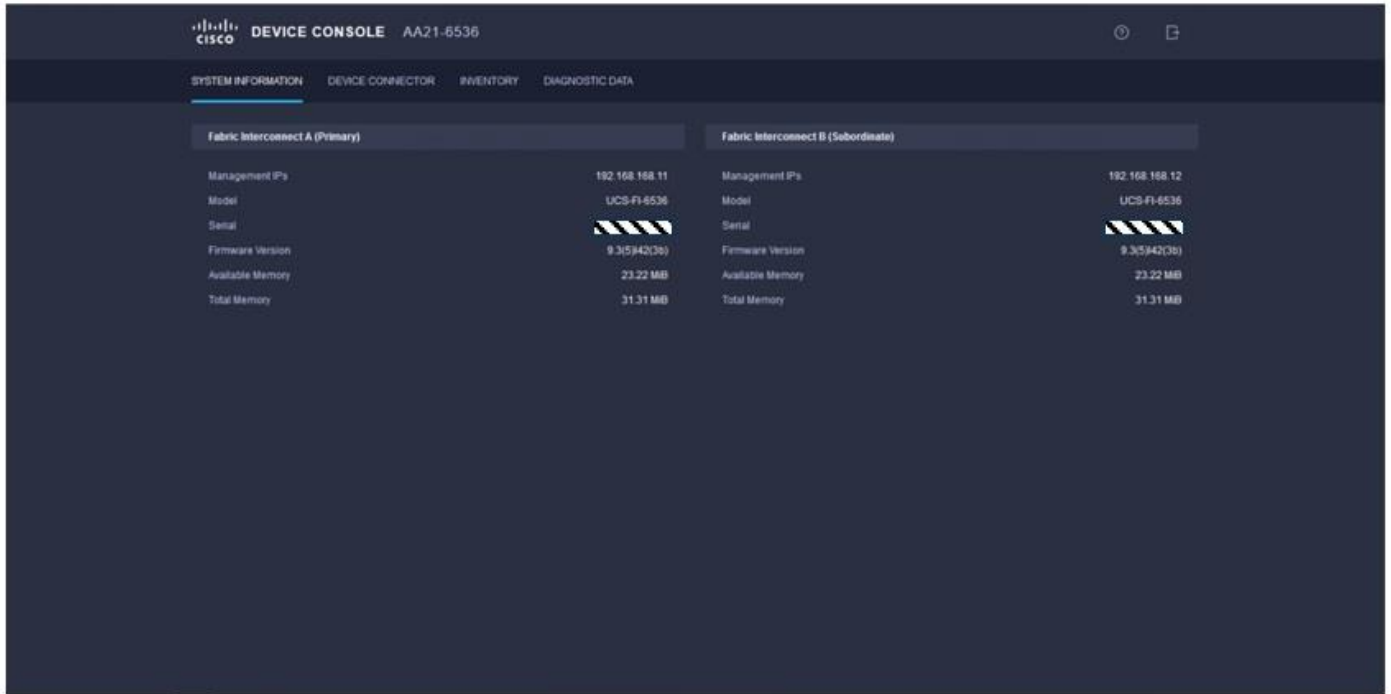 CISCO DEVICE CONSOLE AA21-6536
SYSTEM INFORMATION DEVICE CONNECTOR INVENTORY DIAGNOSTIC DATA
Fabric Interconnect A (Primary)
Management IPs 192.168.168.11
Model UCS-FI-6536
Serial
Firmware Version 9.3(5)I42(3b)
Available Memory 23.22 MiB
Total Memory 31.31 MiB
Fabric Interconnect B (Subordinate)
Management IPs 192.168.168.12
Model UCS-FI-6536
Serial
Firmware Version 9.3(5)I42(3b)
Available Memory 23.22 MiB
Total Memory 31.31 MiB